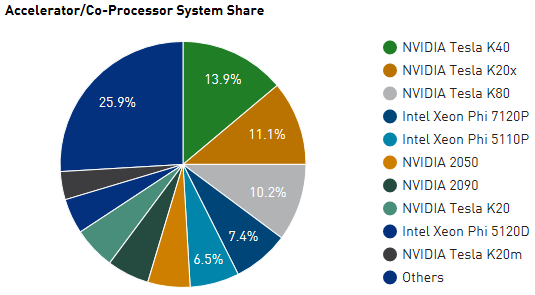 Accelerator/Co-Processor System Share
13.9%
11.1%
10.2%
7.4%
6.5%
25.9%
NVIDIA Tesla K40
NVIDIA Tesla K20x
NVIDIA Tesla K80
Intel Xeon Phi 7120P
Intel Xeon Phi 5110P
NVIDIA 2050
NVIDIA 2090
NVIDIA Tesla K20
Intel Xeon Phi 5120D
NVIDIA Tesla K20m
Others